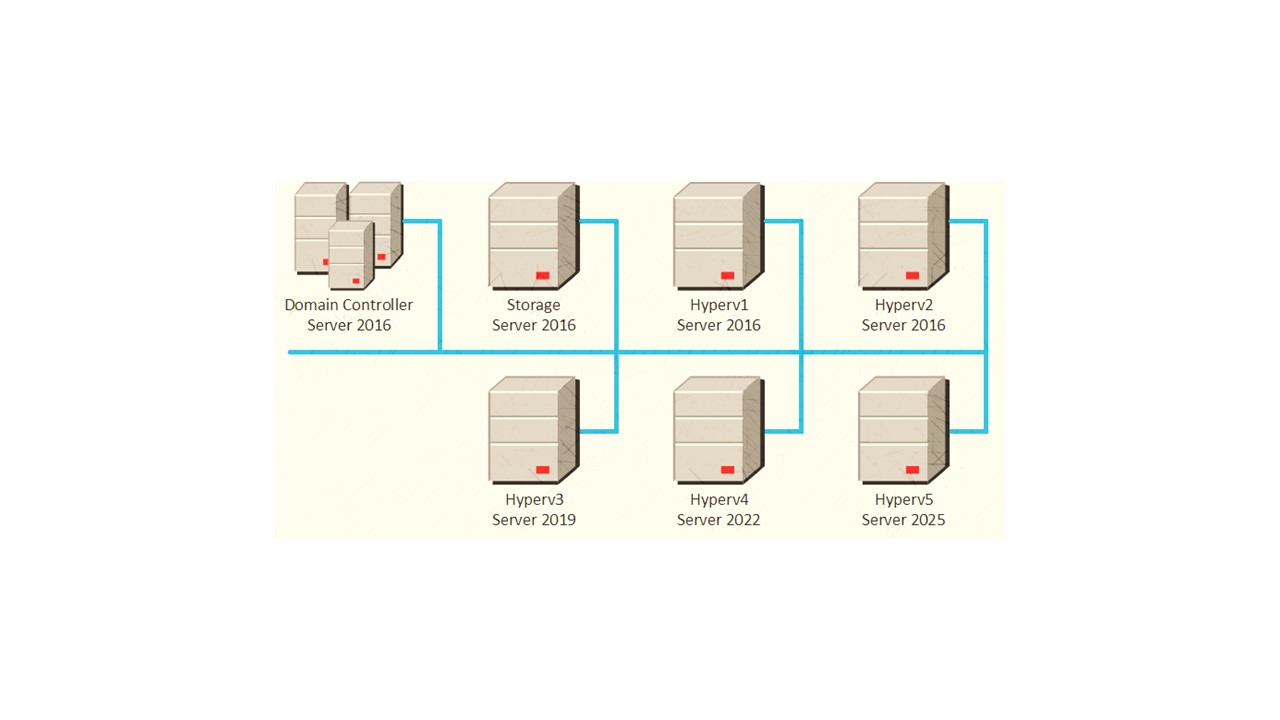 Domain Controller
Server 2016
Storage
Server 2016
Hyperv1
Server 2016
Hyperv2
Server 2016
Hyperv3
Server 2019
Hyperv4
Server 2022
Hyperv5
Server 2025